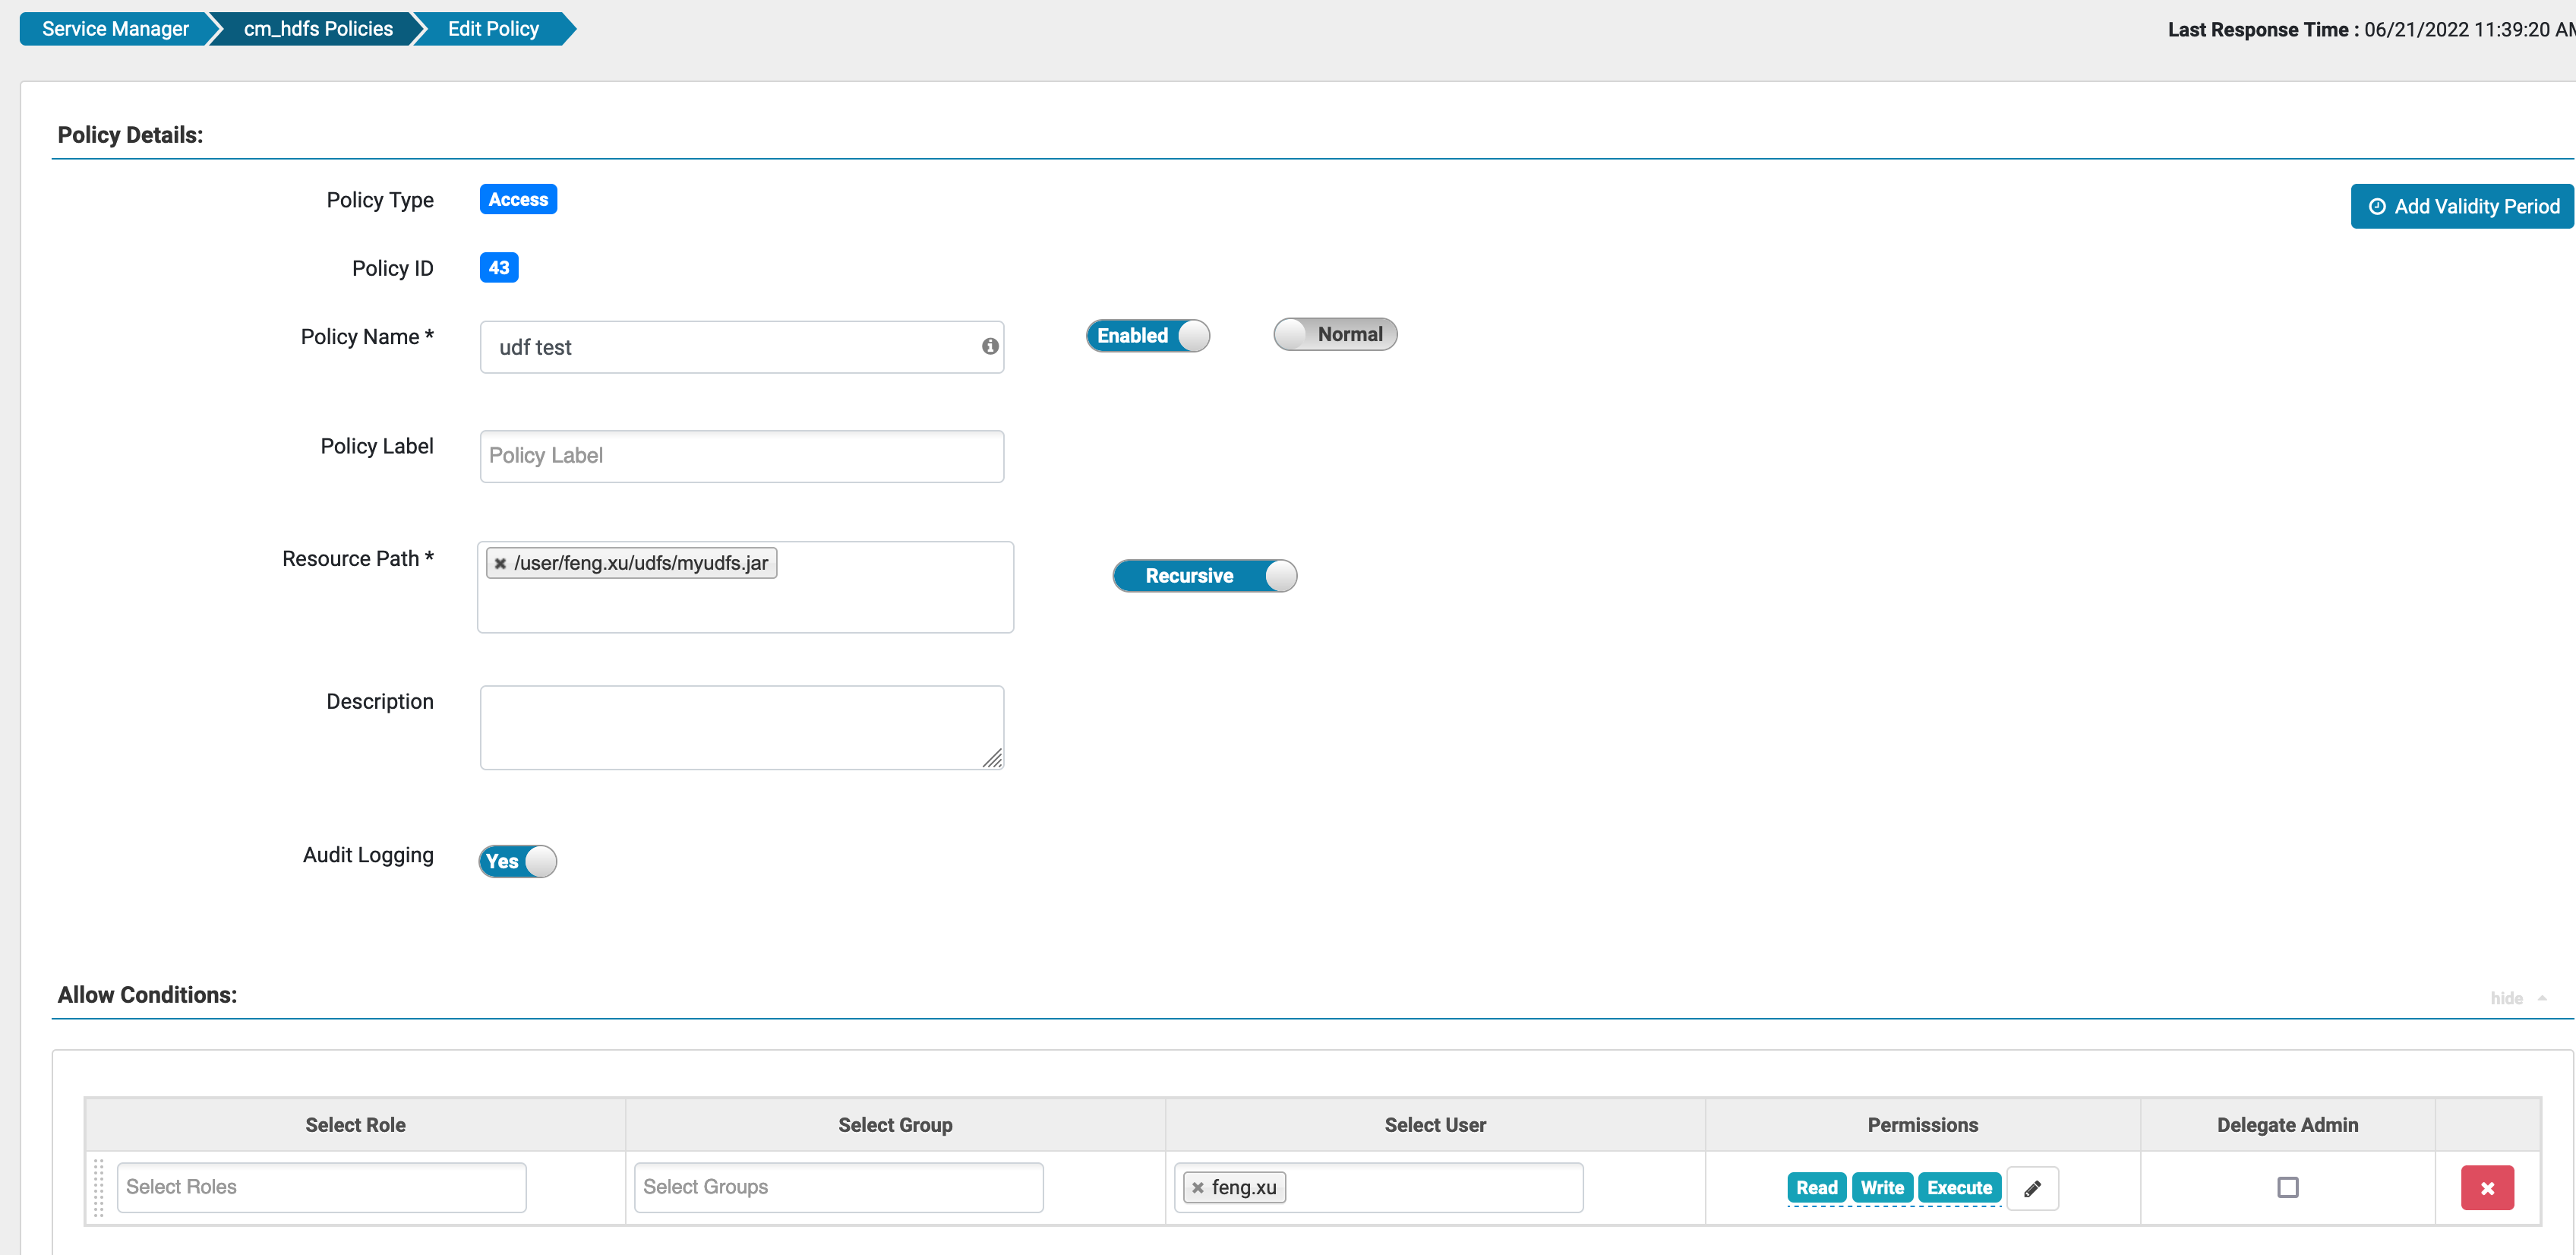 Service Manager cm_hdfs Policies Edit Policy Last Response Time : 06/21/2022 11:39:20 AM
Policy Details:
Policy Type Access Add Validity Period
Policy ID 43
Policy Name * udf test Enabled Normal
Policy Label Policy Label
Resource Path * /user/feng.xu/udfs/myudfs.jar Recursive
Description
Audit Logging Yes
Allow Conditions: hide
Select Role Select Group Select User Permissions Delegate Admin
Select Roles Select Groups feng.xu Read Write Execute